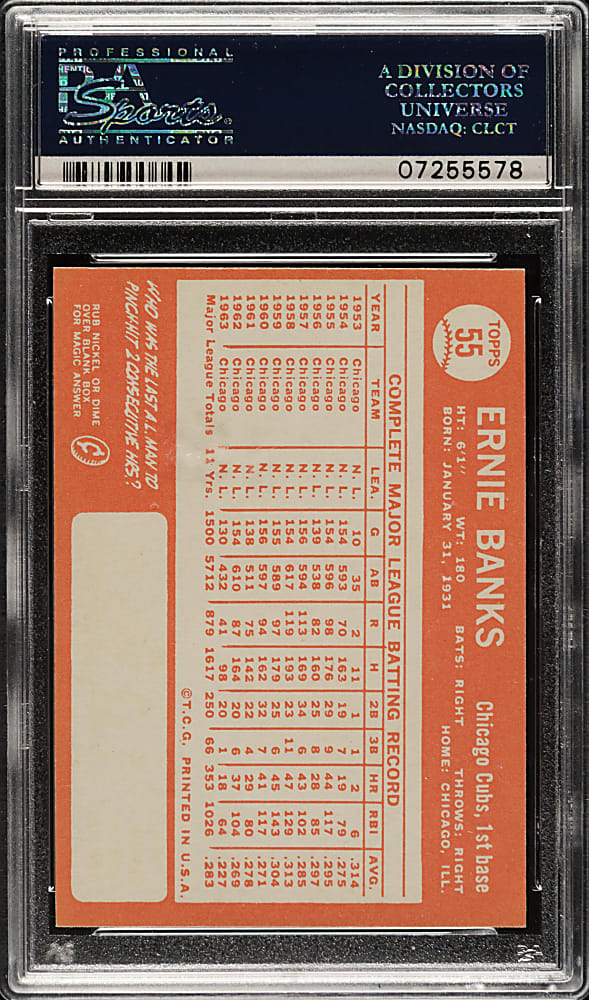 PROFESSIONAL
PSA
Sports®
AUTHENTICATOR
A DIVISION OF
COLLECTORS
UNIVERSE
NASDAQ: CLCT
07255578
TOPPS
55
ERNIE BANKS Chicago Cubs, 1st base
HT: 6'1" WT: 180 BATS: RIGHT THROWS: RIGHT
BORN: JANUARY 31, 1931 HOME: CHICAGO, ILL.
COMPLETE MAJOR LEAGUE BATTING RECORD
YEAR TEAM LEA. G AB R H 2B 3B HR RBI AVG.
1953 Chicago N. L. 10 35 2 11 1 1 2 6 .314
1954 Chicago N. L. 154 593 70 163 19 7 19 79 .275
1955 Chicago N. L. 154 596 98 176 29 9 44 117 .295
1956 Chicago N. L. 139 538 82 160 25 8 28 85 .297
1957 Chicago N. L. 156 594 113 169 34 6 43 102 .285
1958 Chicago N. L. 154 617 119 193 23 11 47 129 .313
1959 Chicago N. L. 155 589 97 179 25 6 45 143 .304
1960 Chicago N. L. 156 597 94 162 32 7 41 117 .271
1961 Chicago N. L. 138 511 75 142 22 4 29 80 .278
1962 Chicago N. L. 154 610 87 164 20 6 37 104 .269
1963 Chicago N. L. 130 432 41 98 20 1 18 64 .227
Major League Totals 11 Yrs. 1500 5712 879 1617 250 66 353 1026 .283
©T.C.G. PRINTED IN U.S.A.
WHO WAS THE LAST A.L. MAN TO
PINCH HIT 2 CONSECUTIVE HRS?
RUB NICKEL OR DIME
OVER BLANK BOX
FOR MAGIC ANSWER